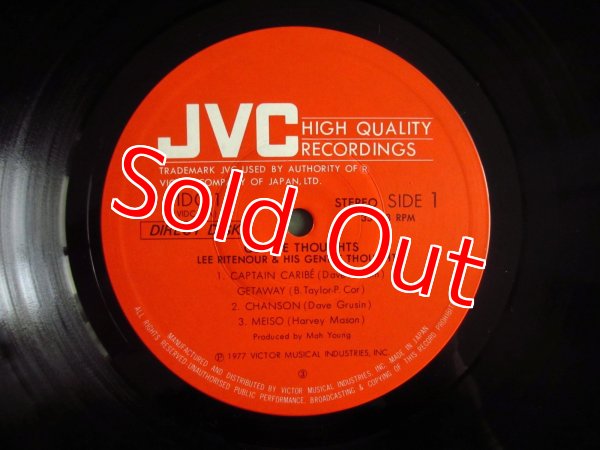 JVC HIGH QUALITY
RECORDINGS
TRADEMARK JVC USED BY AUTHORITY OF ®
COMPANY OF JAPAN, LTD.
STEREO SIDE 1
RPM
DIRECT DISK
Sold Out
THOUGHTS
LEE RITENOUR & HIS
1. CAPTAIN CARIBÉ
GETAWAY (B. Taylor-P. Cor)
2. CHANSON (Dave Grusin)
3. MEISO (Harvey Mason)
Produced by Mah Young
℗ 1977 VICTOR MUSICAL INDUSTRIES, INC.
③
MANUFACTURED AND DISTRIBUTED BY VICTOR MUSICAL INDUSTRIES, INC. MADE IN JAPAN
ALL RIGHTS RESERVED. UNAUTHORISED PUBLIC PERFORMANCE, BROADCASTING & COPYING OF THIS RECORD PROHIBI